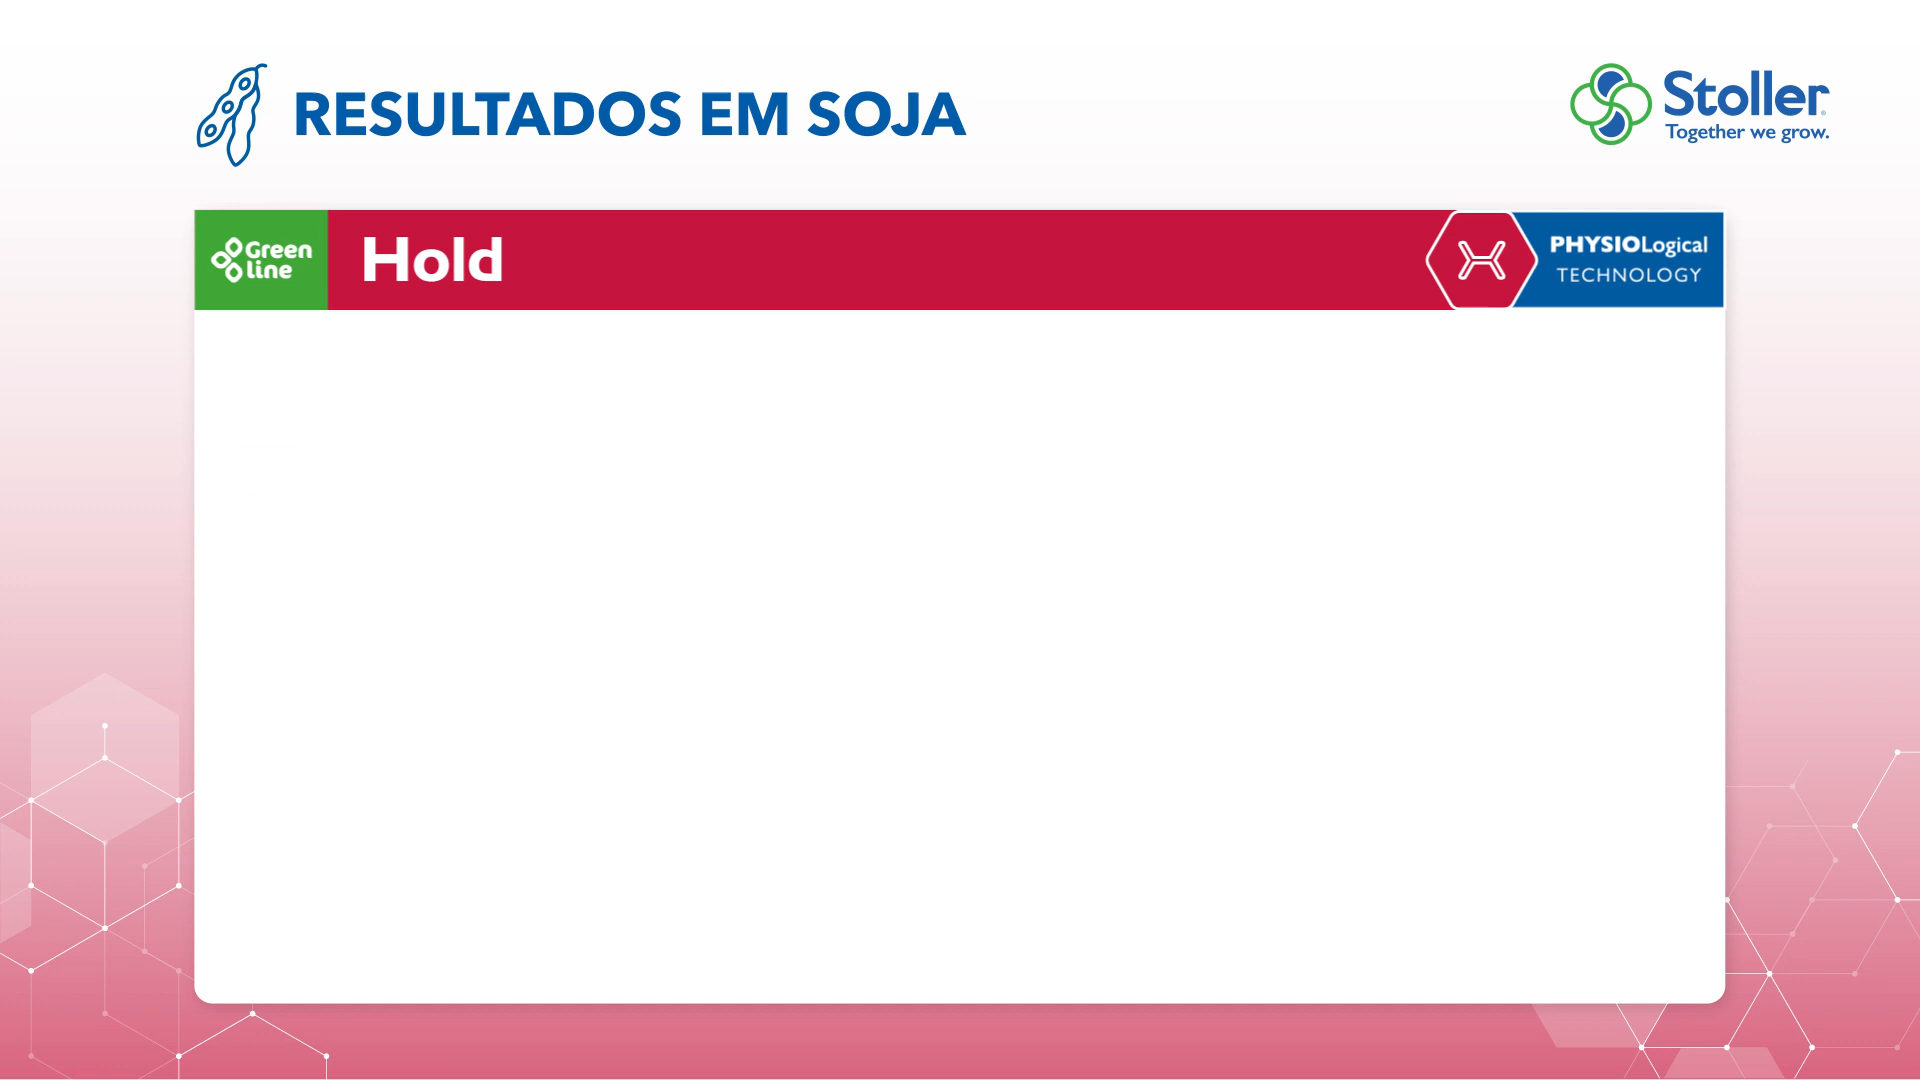 RESULTADOS EM SOJA
Stoller
Together we grow.
Green
line
Hold
PHYSIOLogical
TECHNOLOGY